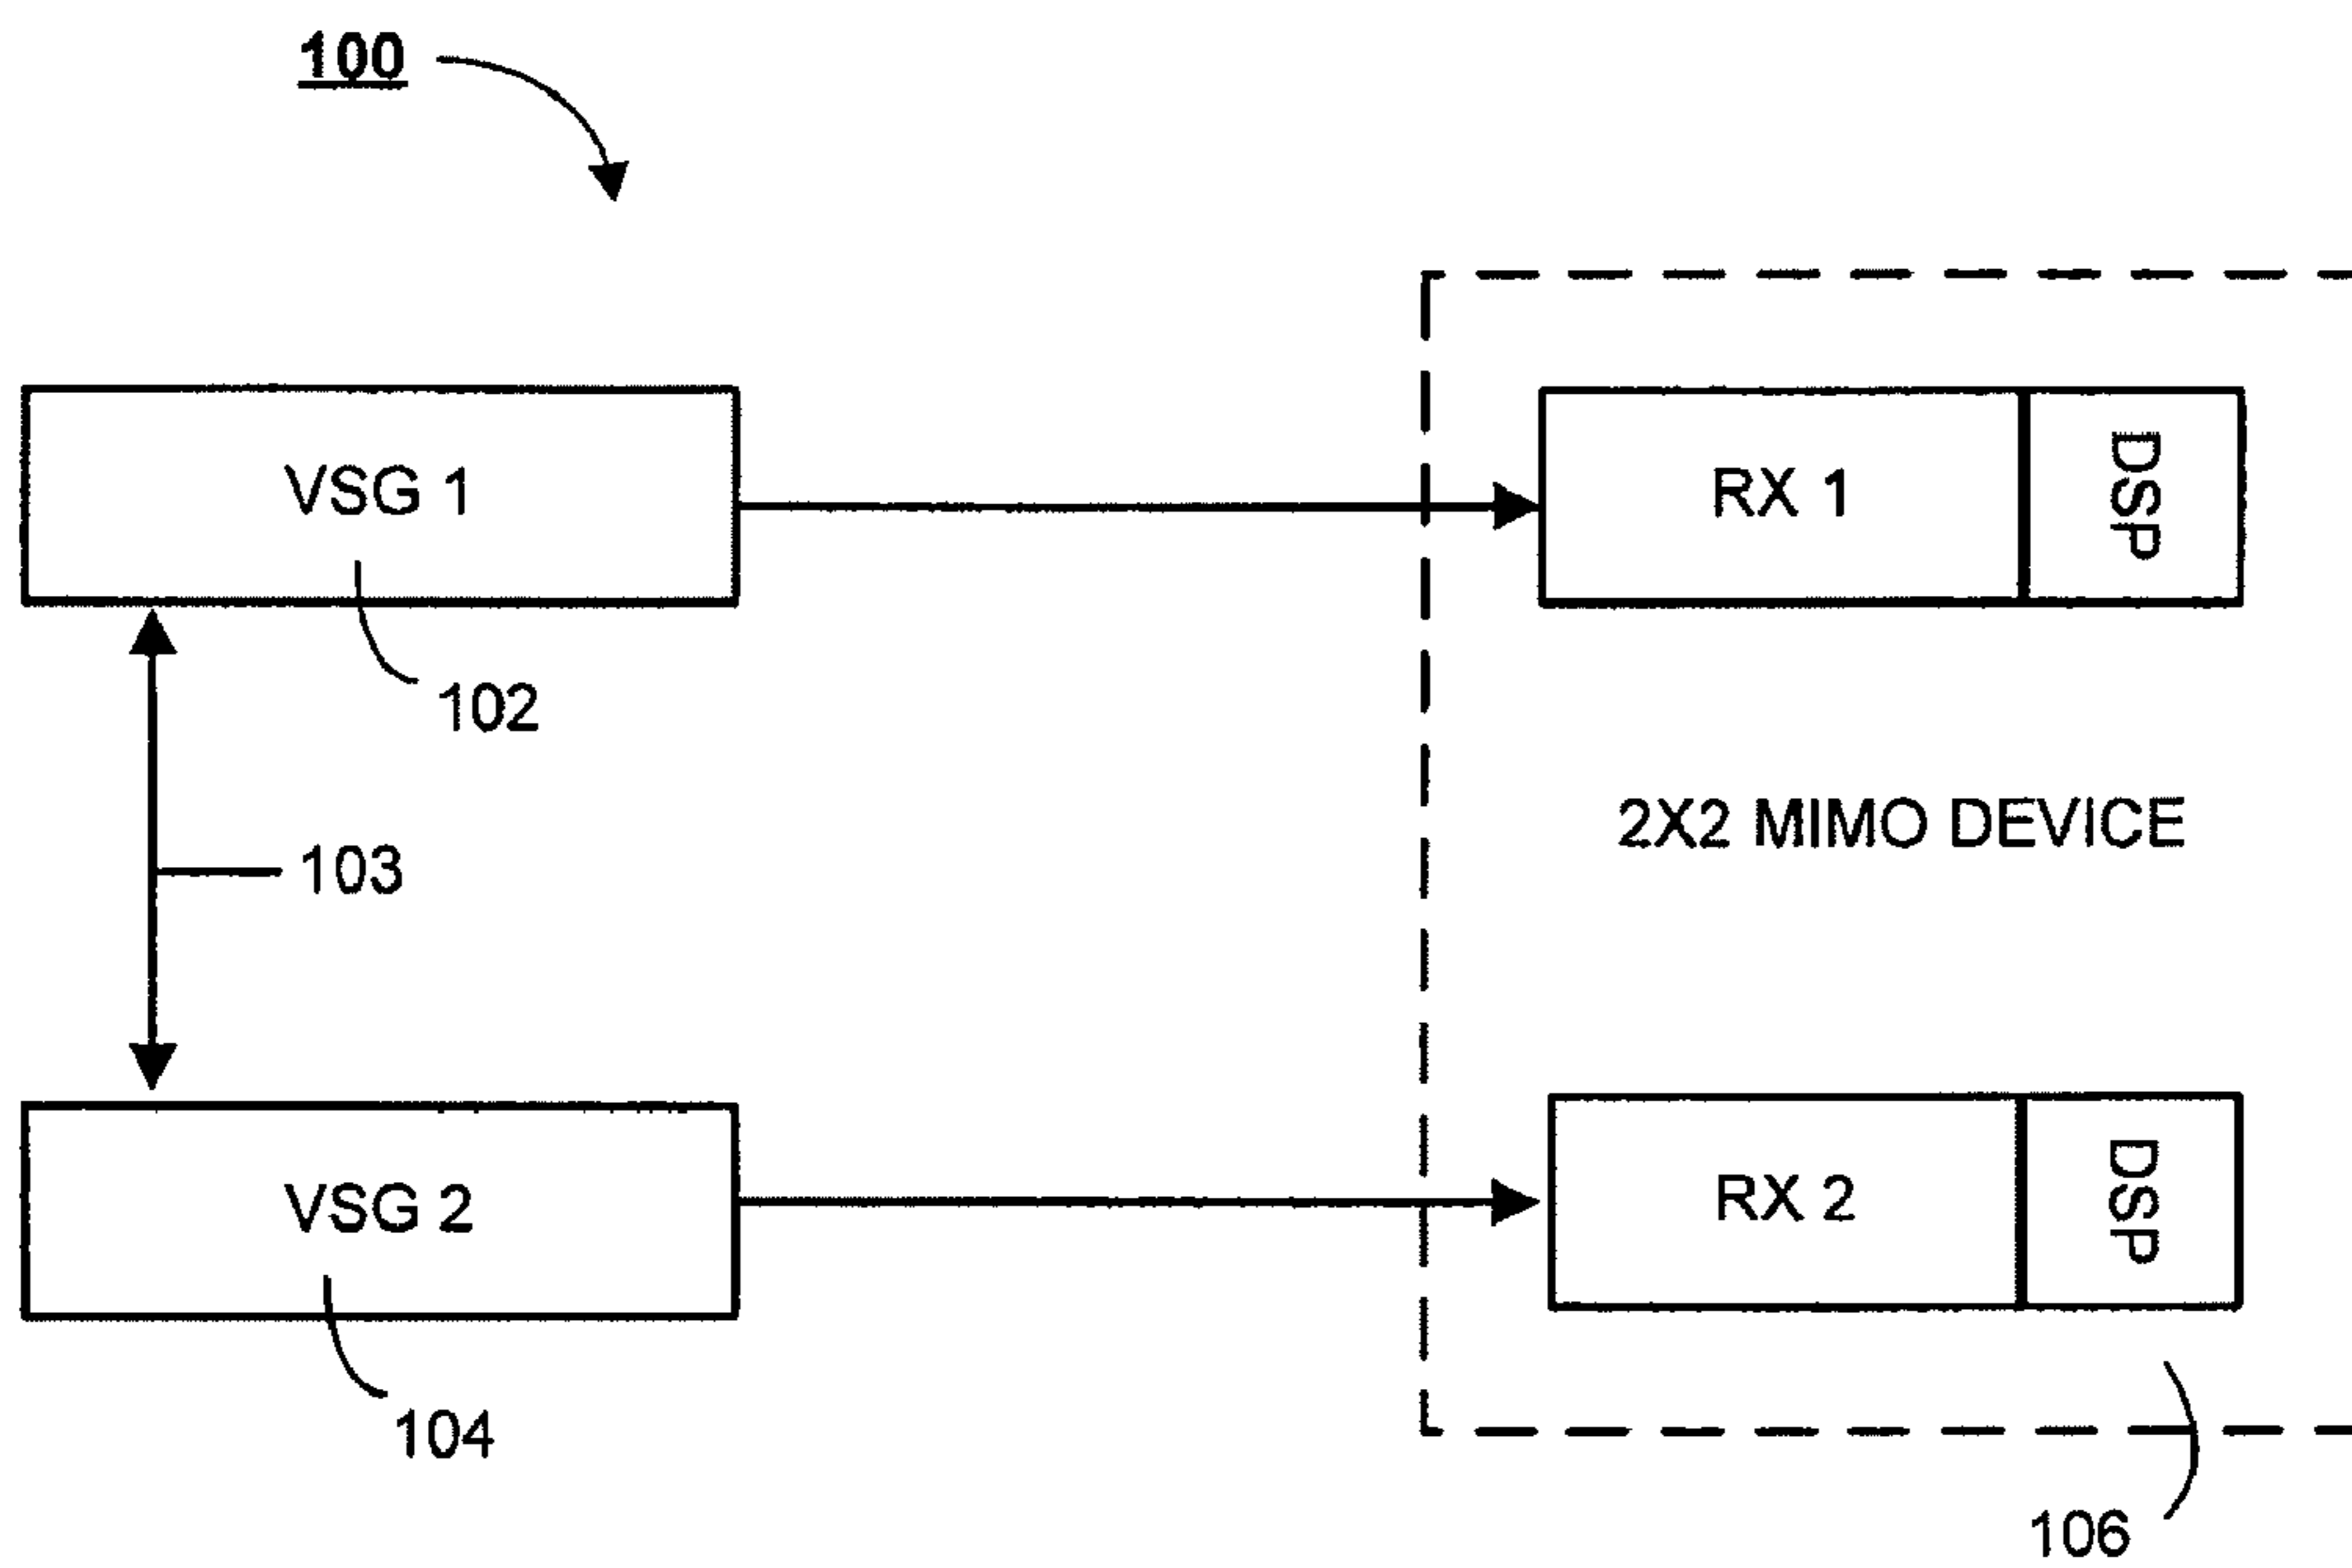 100
VSG 1
RX 1
DSP
102
2X2 MIMO DEVICE
103
VSG 2
RX 2
DSP
104
106